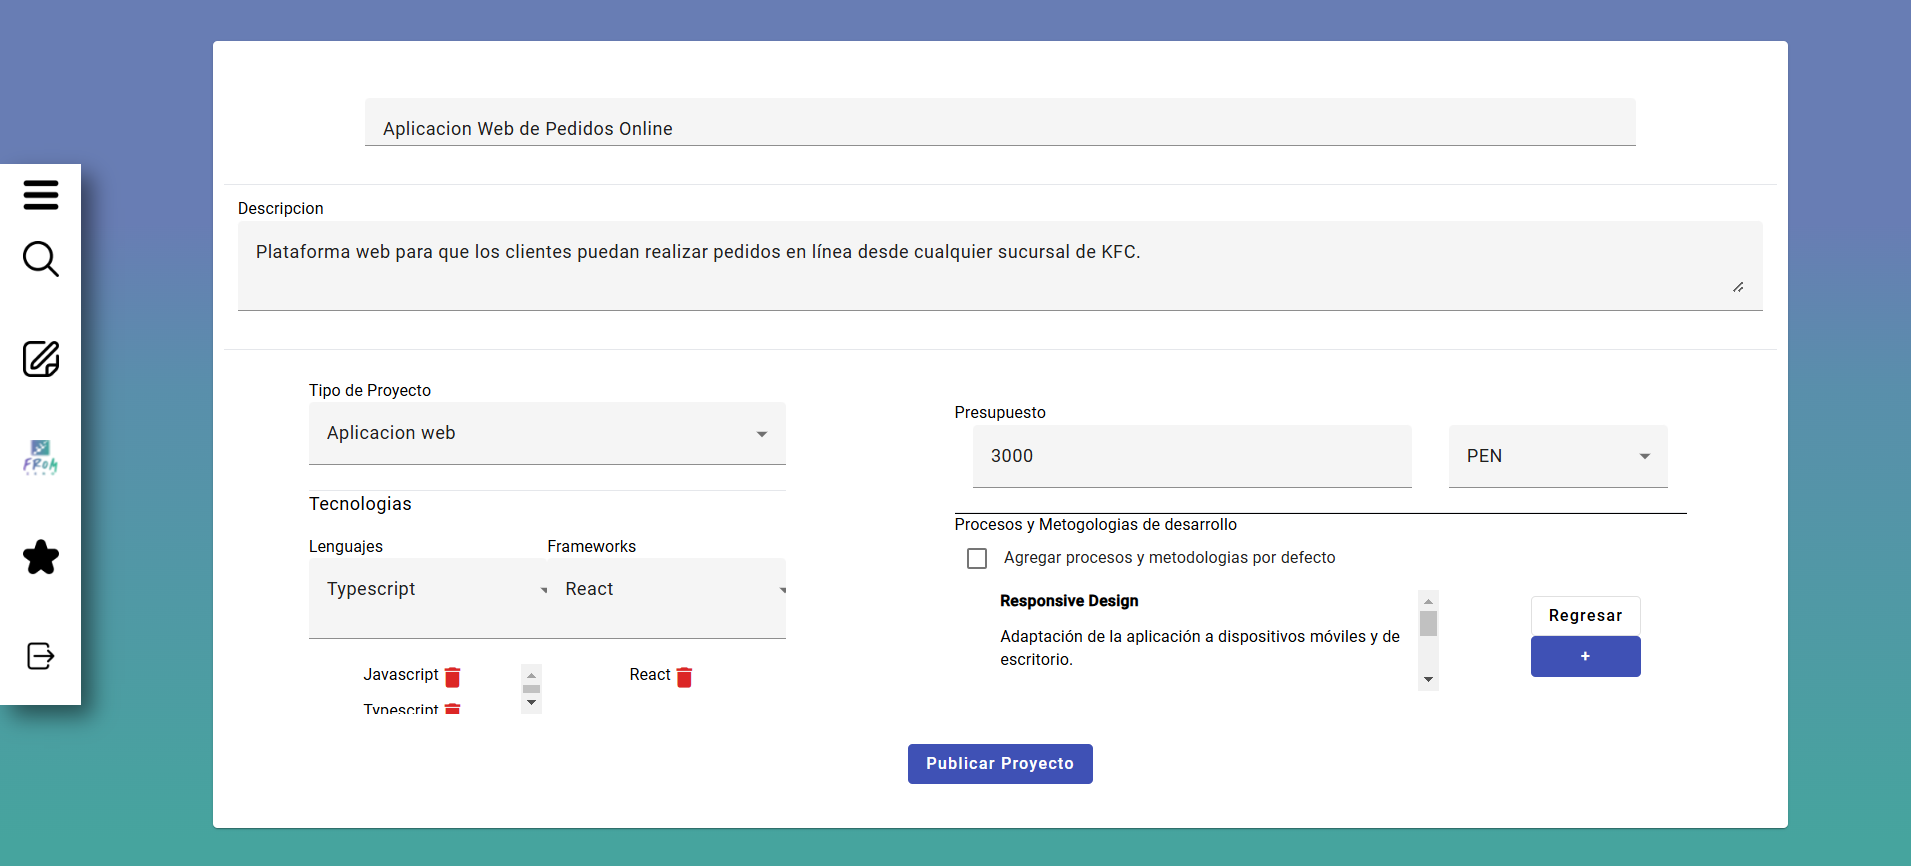 Aplicacion Web de Pedidos Online
Descripcion
Plataforma web para que los clientes puedan realizar pedidos en línea desde cualquier sucursal de KFC.
Tipo de Proyecto
Aplicacion web
Presupuesto
3000 PEN
Tecnologias
Lenguajes Frameworks
Typescript React
Javascript React
Typescript
Procesos y Metogologias de desarrollo
Agregar procesos y metodologias por defecto
Responsive Design
Adaptación de la aplicación a dispositivos móviles y de
escritorio.
Regresar
+
Publicar Proyecto
FROM